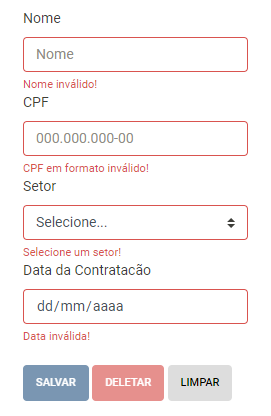 Nome
Nome
Nome inválido!
CPF
000.000.000-00
CPF em formato inválido!
Setor
Selecione...
Selecione um setor!
Data da Contratacão
dd/mm/aaaa
Data inválida!
SALVAR DELETAR LIMPAR